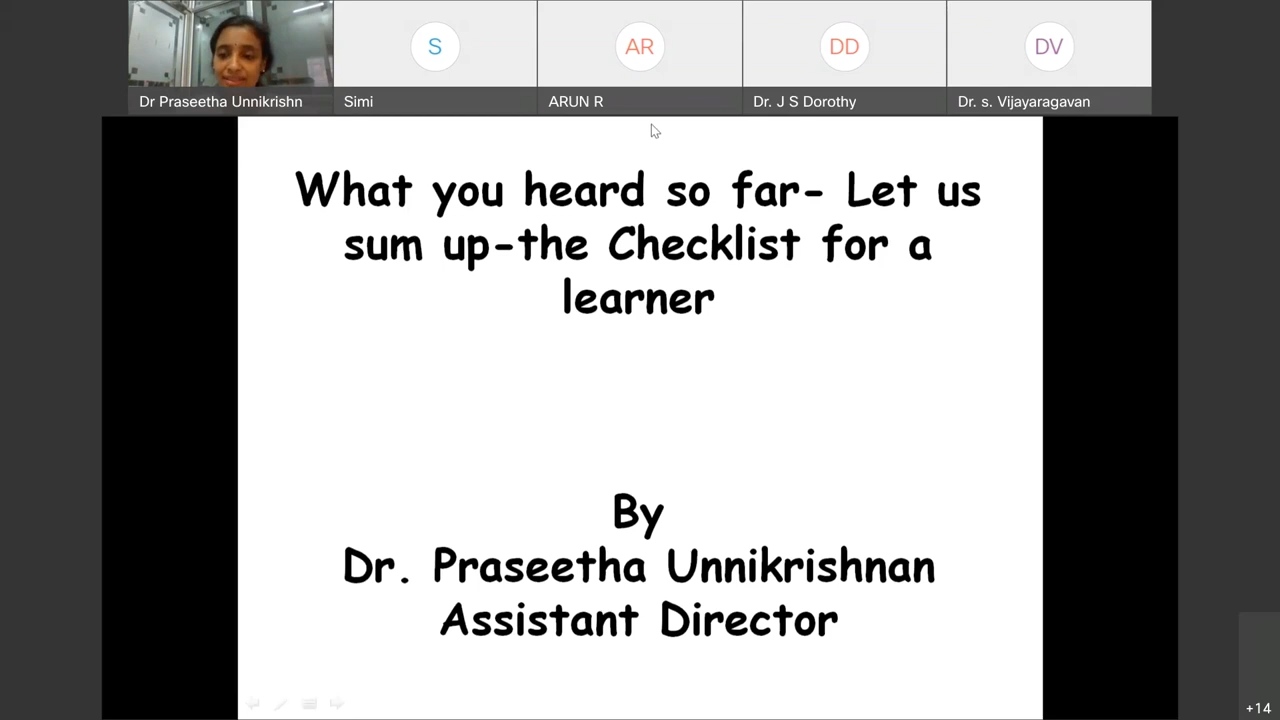 S
AR
DD
DV
Dr Praseetha Unnikrishn
Simi
ARUN R
Dr. J S Dorothy
Dr. s. Vijayaragavan
What you heard so far- Let us
sum up-the Checklist for a
learner
By
Dr. Praseetha Unnikrishnan
Assistant Director
+14